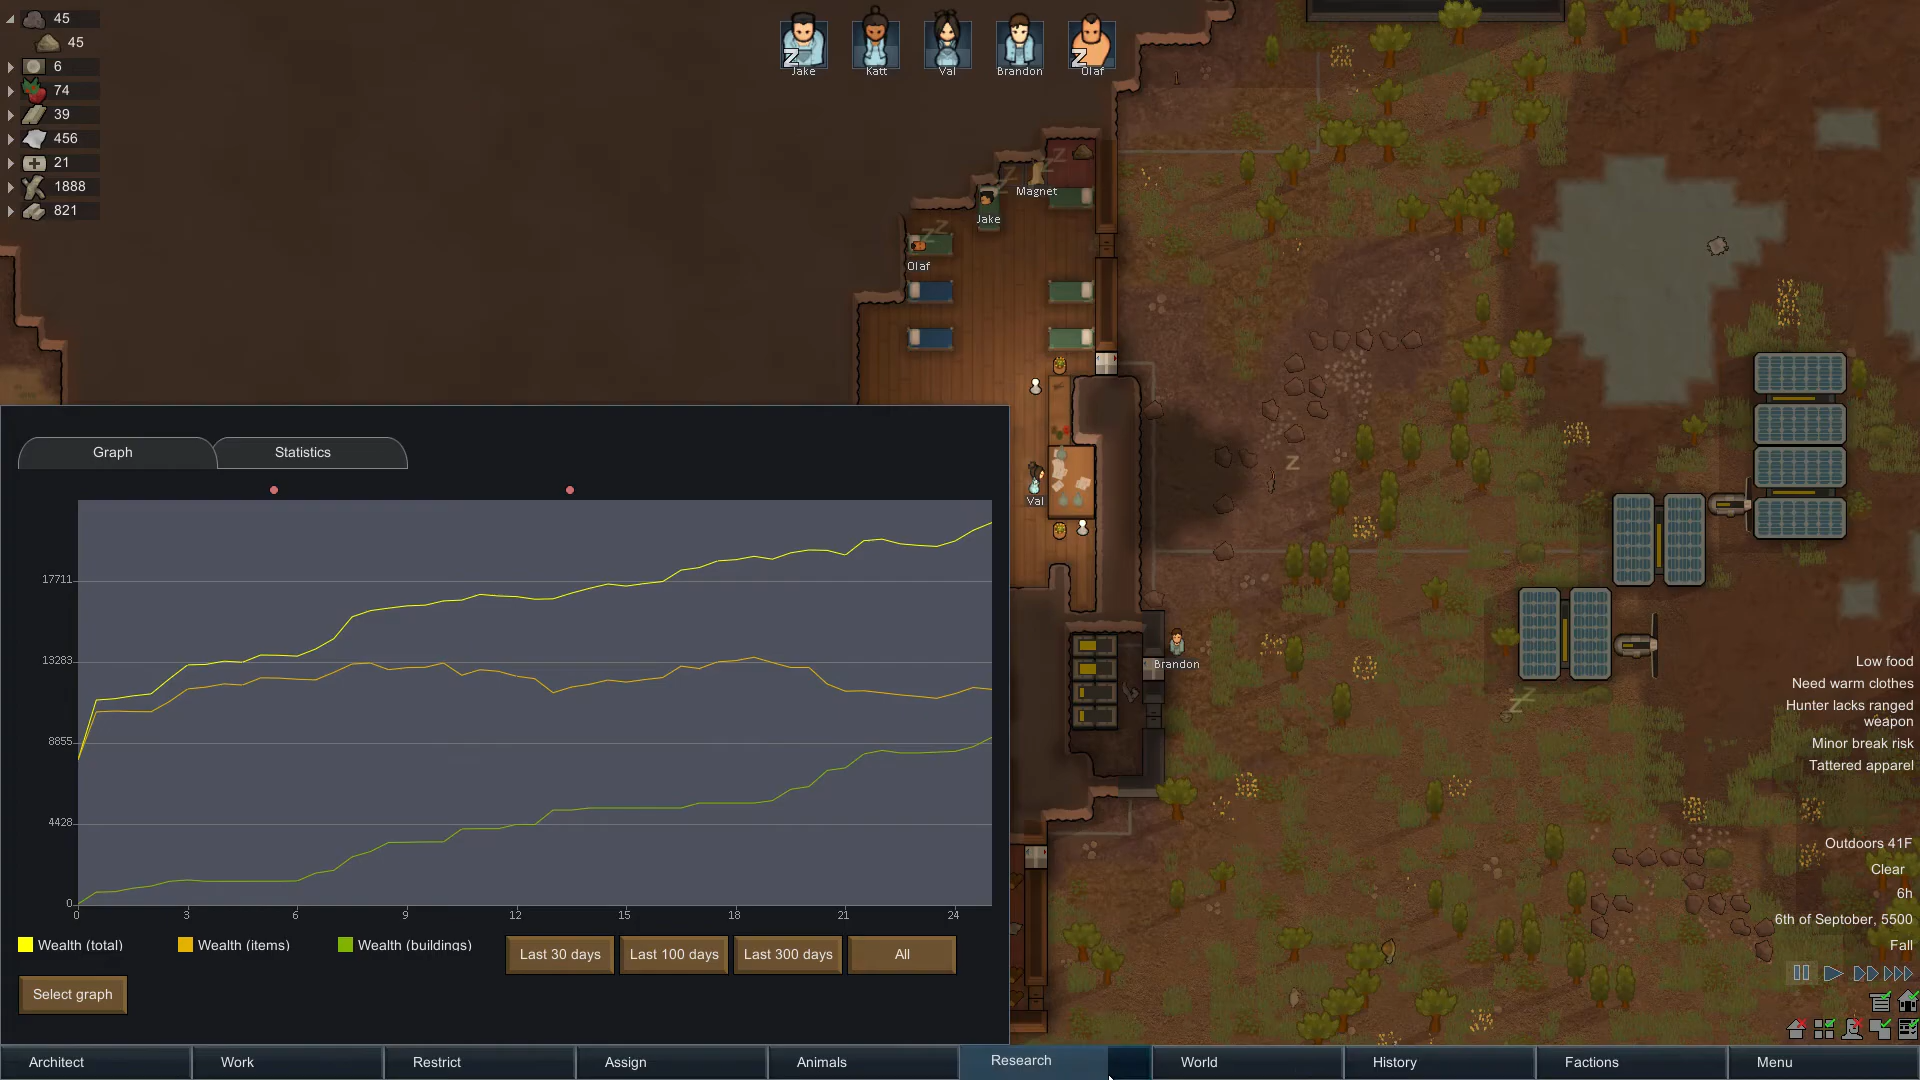 45
45
6
74
39
456
21
1888
821
Jake
Katt
Val
Brandon
Olaf
Magnet
Jake
Olaf
Val
Brandon
Graph
Statistics
17711
13283
8855
4428
0
0
3
6
9
12
15
18
21
24
Wealth (total)
Wealth (items)
Wealth (buildings)
Last 30 days
Last 100 days
Last 300 days
All
Select graph
Low food
Need warm clothes
Hunter lacks ranged
weapon
Minor break risk
Tattered apparel
Outdoors 41F
Clear
6h
6th of Septober, 5500
Fall
Architect
Work
Restrict
Assign
Animals
Research
World
History
Factions
Menu